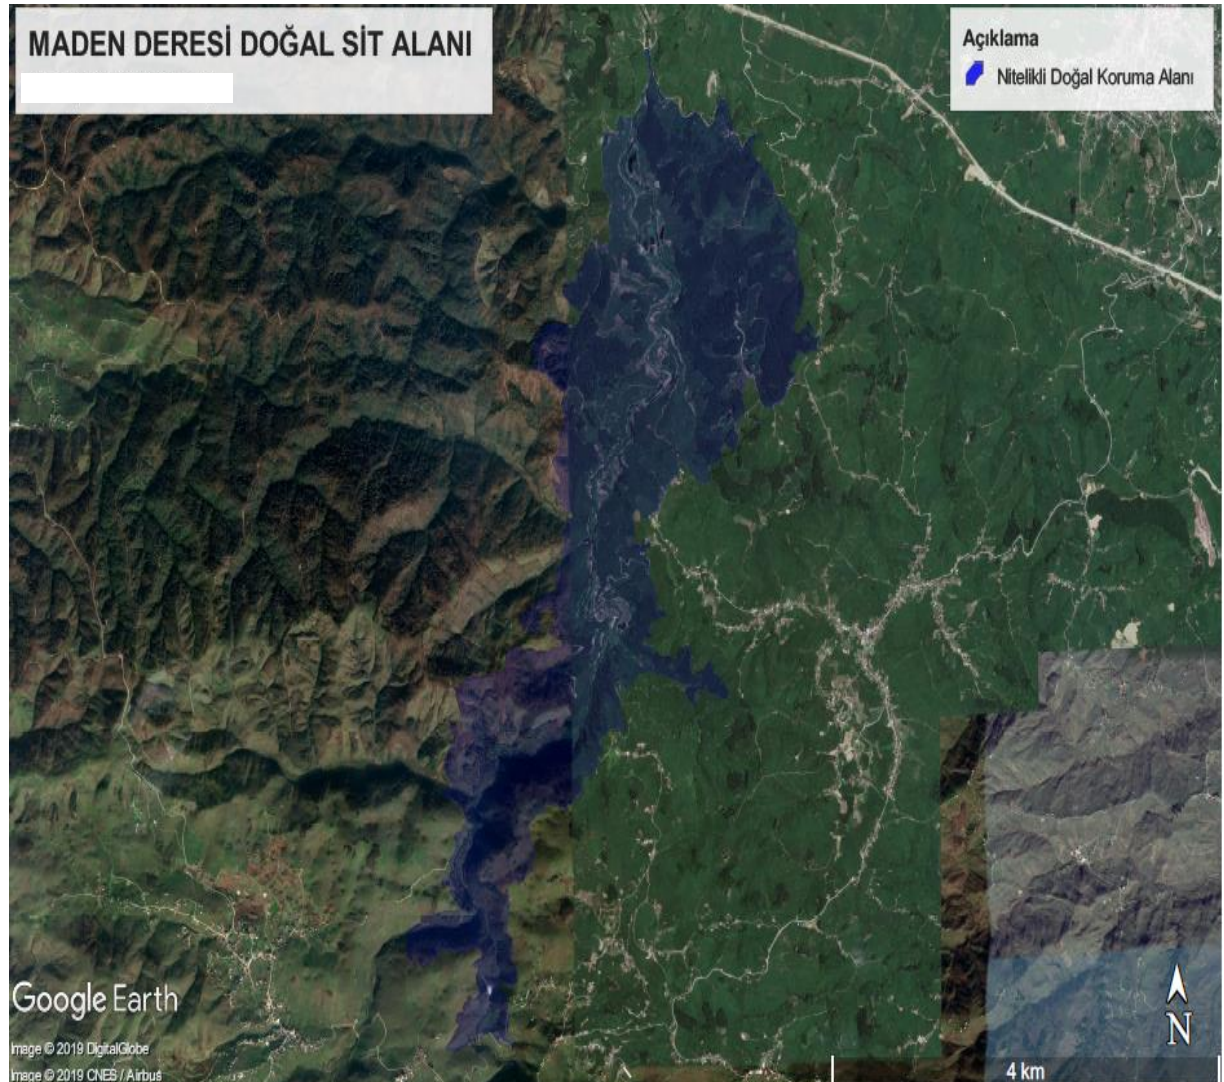 MADEN DERESİ DOĞAL SİT ALANI
Açıklama
Nitelikli Doğal Koruma Alanı
Google Earth
Image © 2019 DigitalGlobe
Image © 2019 CNES / Airbus
N
4 km